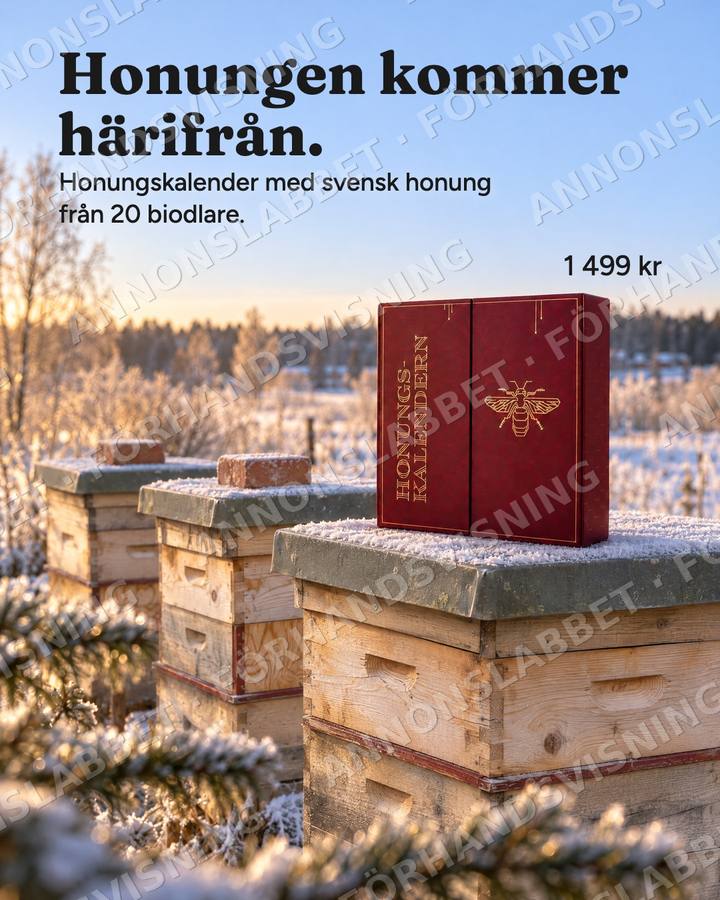 Honungen kommer
härifrån.
Honungskalender med svensk honung
från 20 biodlare.
1 499 kr
HONUNGS-
KALENDERN
ANNONSLABBET · FÖRHANDSVISNING